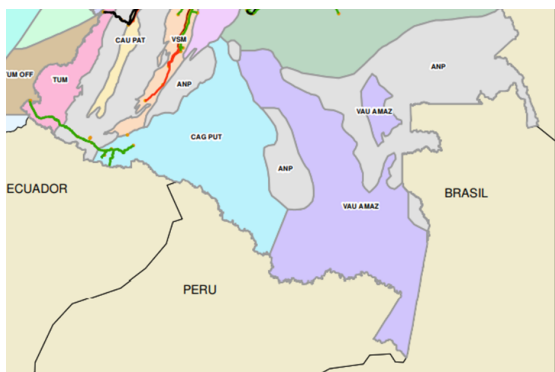 CAU PAT
VSM
ANP
TUM OFF
TUM
ANP
VAU AMAZ
CAG PUT
ANP
ECUADOR
BRASIL
VAU AMAZ
PERU